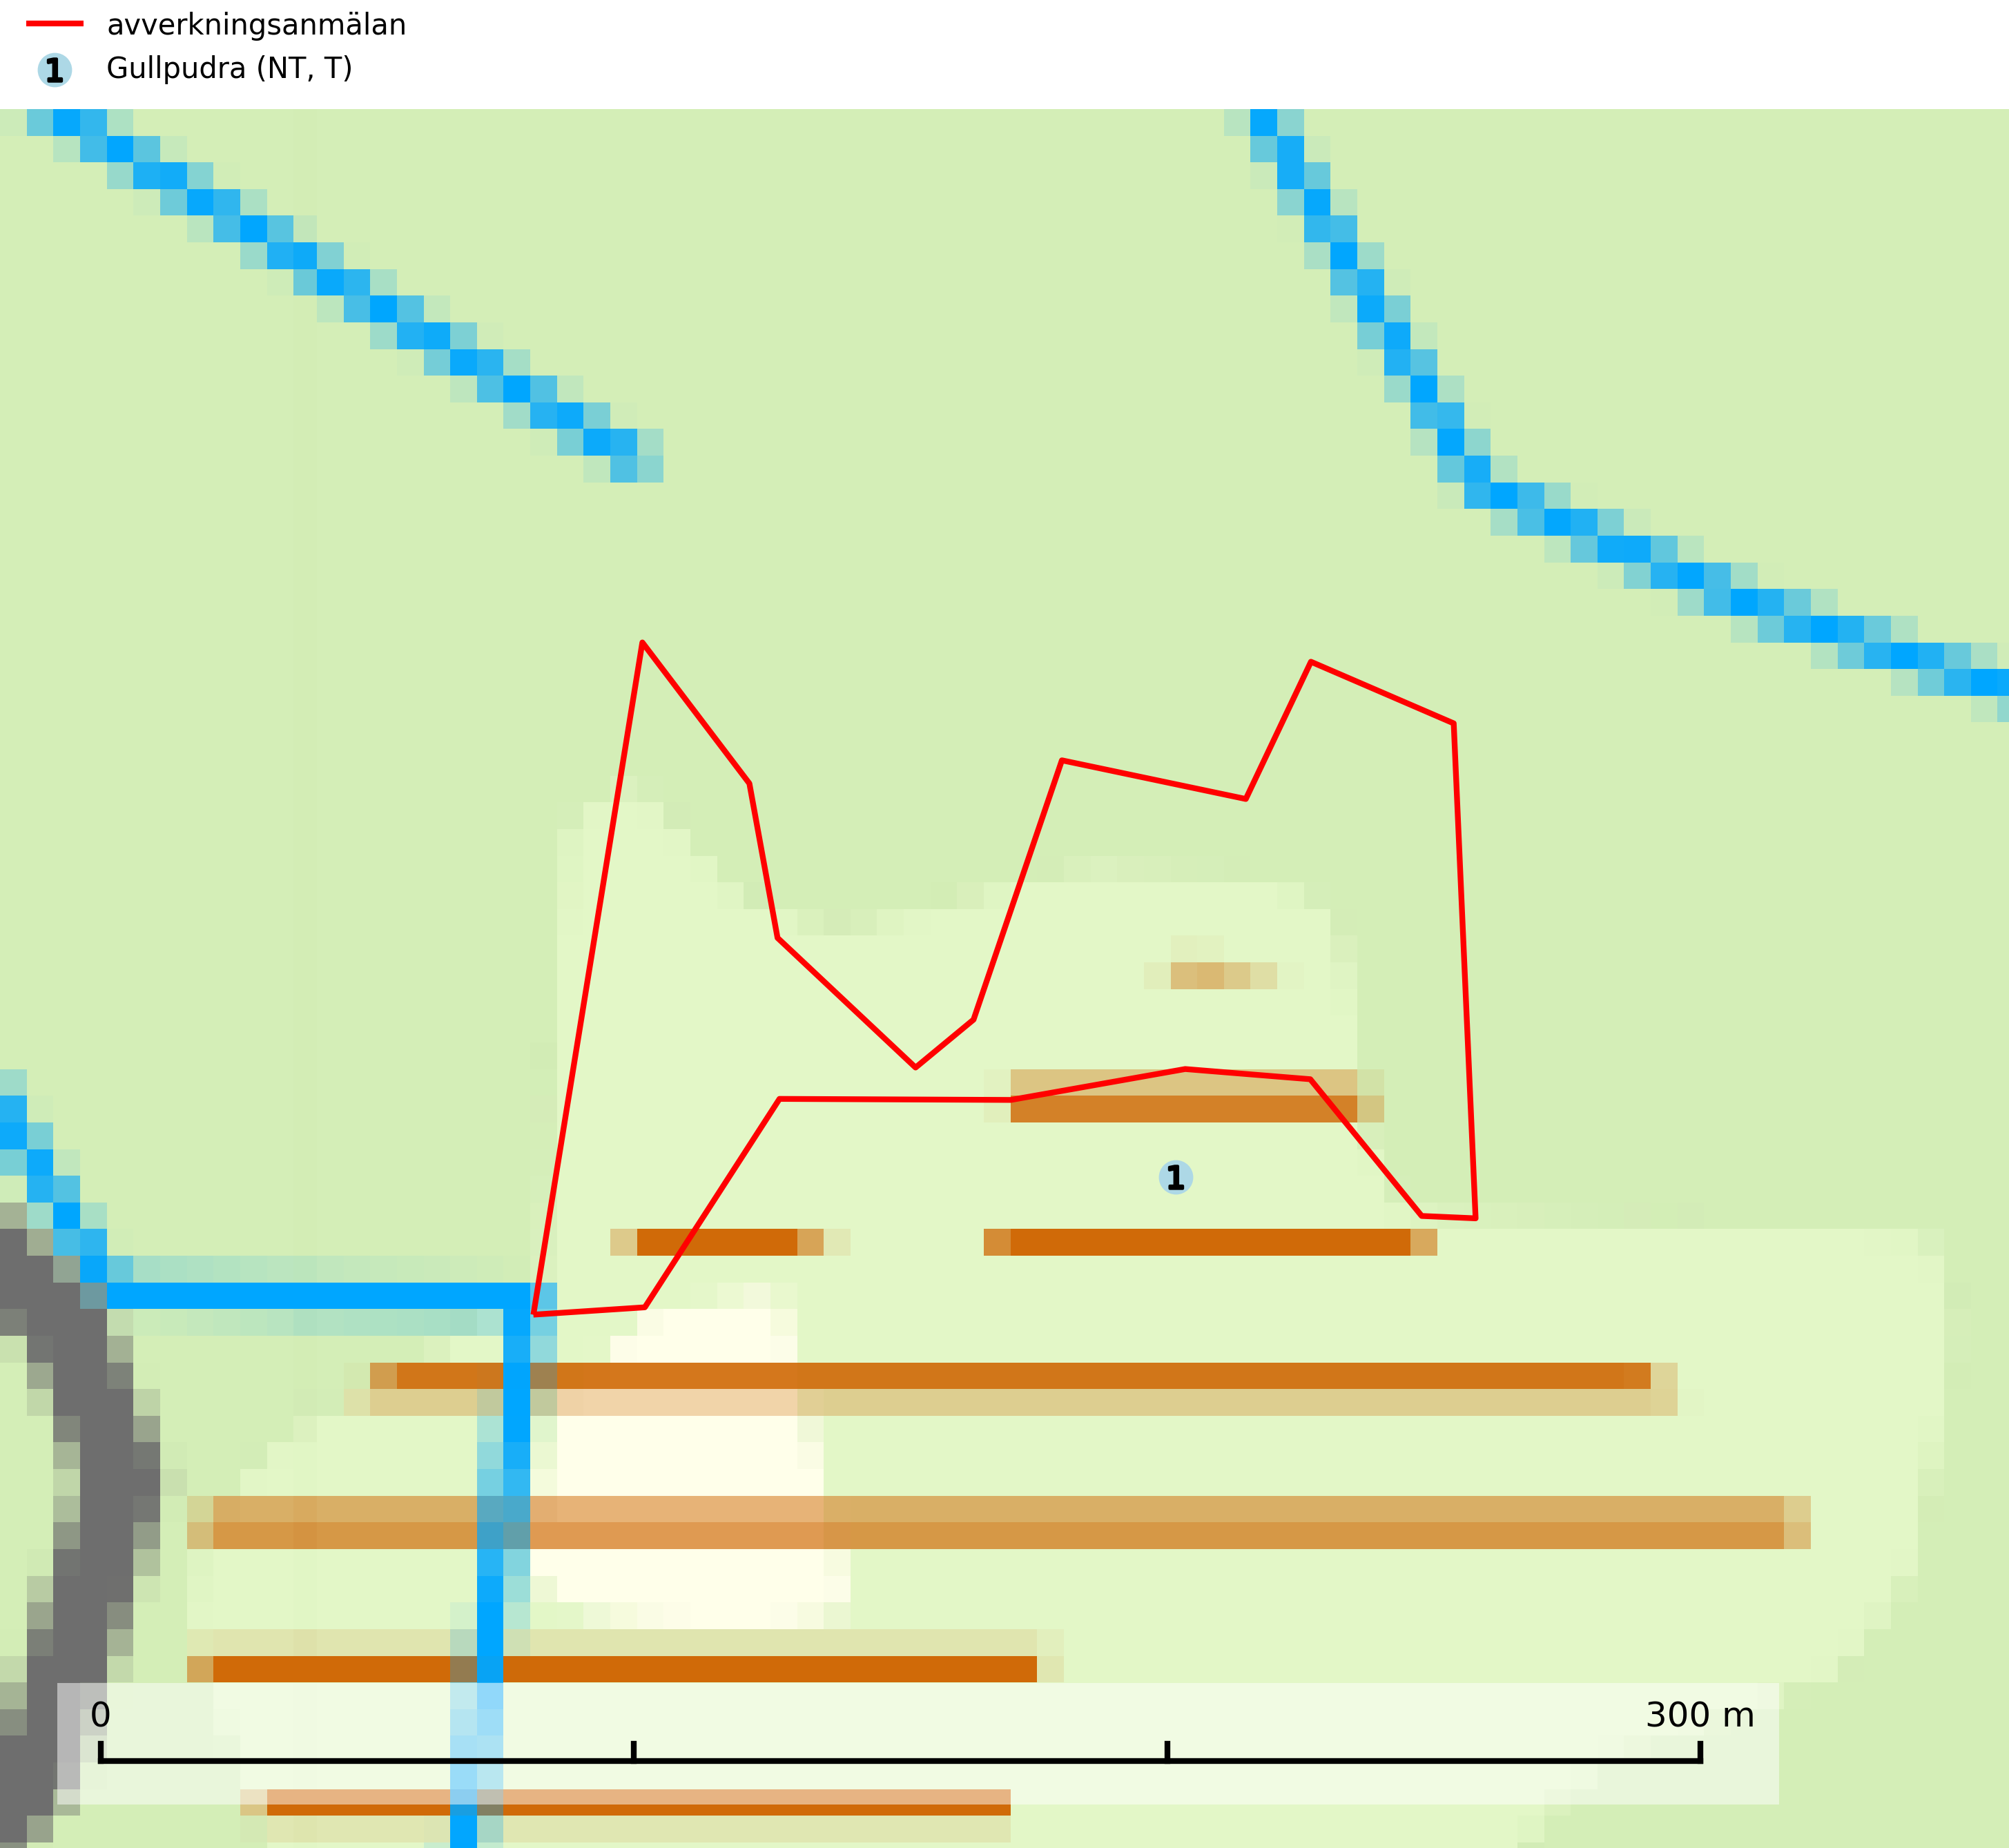 avverkningsanmälan
1 Gullpudra (NT, T)
1
0 300 m